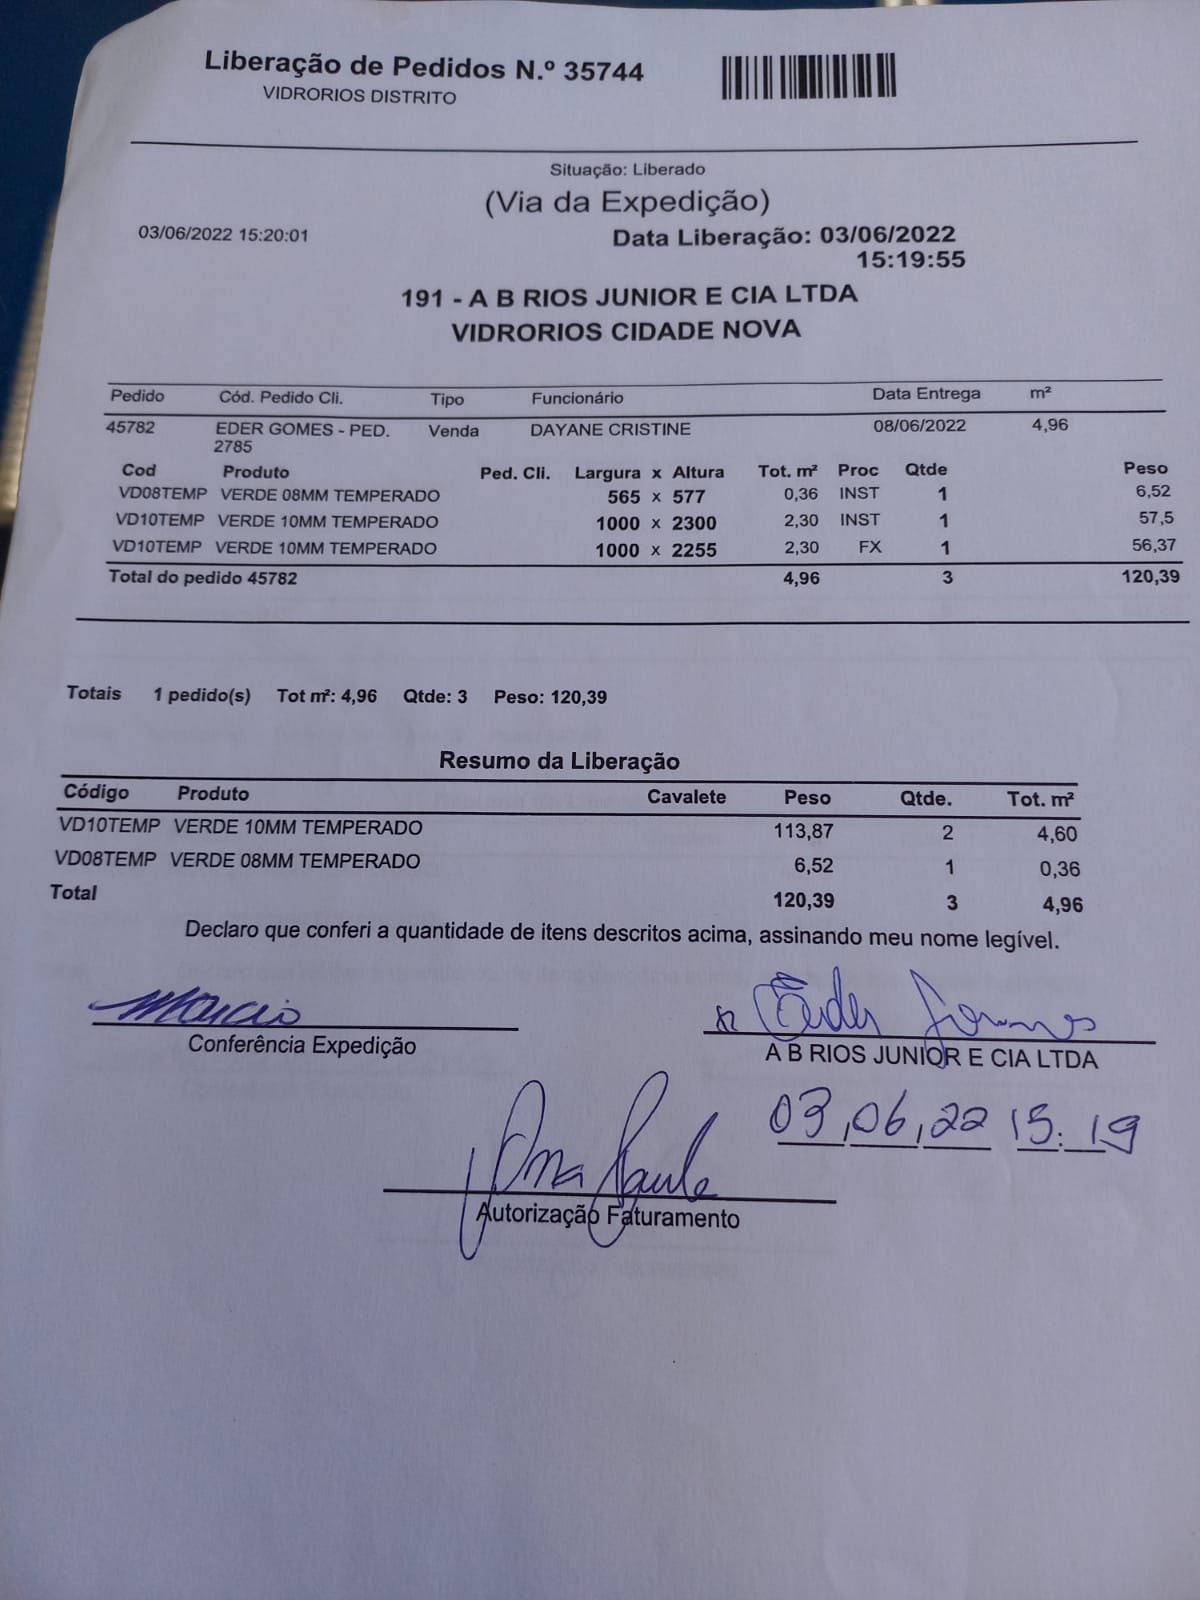 Liberação de Pedidos N.º 35744
VIDRORIOS DISTRITO
Situação: Liberado
(Via da Expedição)
03/06/2022 15:20:01
Data Liberação: 03/06/2022
15:19:55
191 - A B RIOS JUNIOR E CIA LTDA
VIDRORIOS CIDADE NOVA
Pedido Cód. Pedido Cli. Tipo Funcionário Data Entrega m²
45782 EDER GOMES - PED. Venda DAYANE CRISTINE 08/06/2022 4,96
2785
Cod Produto Ped. Cli. Largura x Altura Tot. m² Proc Qtde Peso
VD08TEMP VERDE 08MM TEMPERADO 565 x 577 0,36 INST 1 6,52
VD10TEMP VERDE 10MM TEMPERADO 1000 x 2300 2,30 INST 1 57,5
VD10TEMP VERDE 10MM TEMPERADO 1000 x 2255 2,30 FX 1 56,37
Total do pedido 45782 4,96 3 120,39
Totais 1 pedido(s) Tot m²: 4,96 Qtde: 3 Peso: 120,39
Resumo da Liberação
Código Produto Cavalete Peso Qtde. Tot. m²
VD10TEMP VERDE 10MM TEMPERADO 113,87 2 4,60
VD08TEMP VERDE 08MM TEMPERADO 6,52 1 0,36
Total 120,39 3 4,96
Declaro que conferi a quantidade de itens descritos acima, assinando meu nome legível.
Marcio Eder Gomes
Conferência Expedição A B RIOS JUNIOR E CIA LTDA
03,06,22 15:19
Ana Paula
Autorização Faturamento